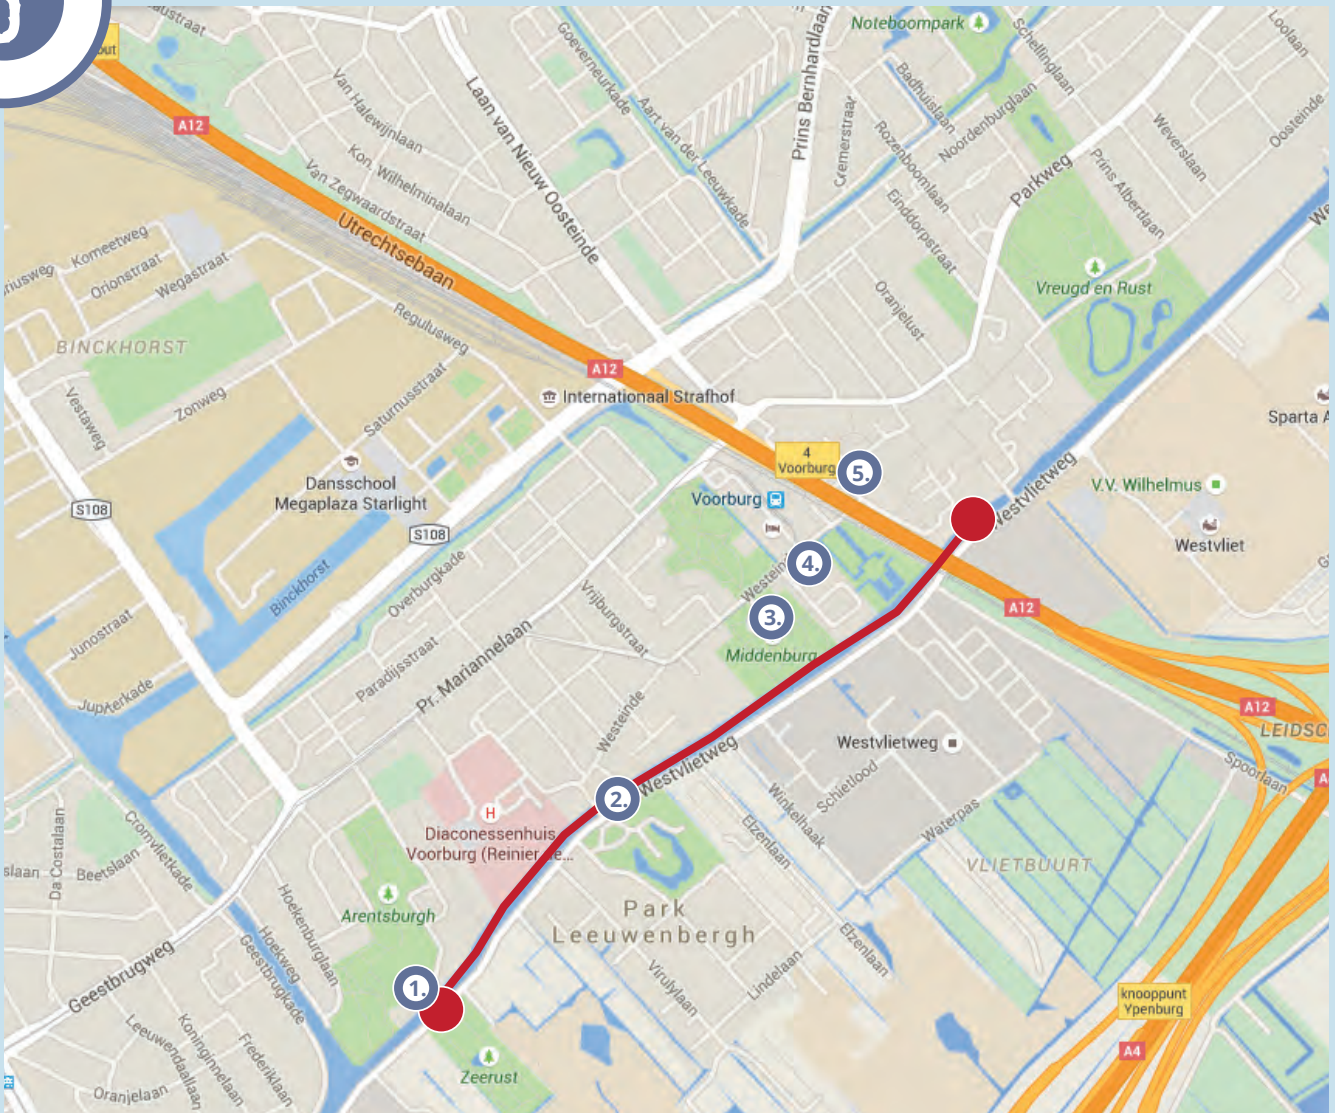 Noteboompark
Schellinglaan
Loolaan
Goeverneurkade
Laan van Nieuw Oosteinde
Prins Bernhardlaan
Badhuislaan
Van Halewijnlaan
Aart van der Leeuwkade
Cremerstraat
Rozenboomlaan
Noordenburglaan
Weverslaan
Oosteinde
A12
Kon. Wilhelminalaan
Van Zegwaardstraat
Parkweg
Prins Albertlaan
Einddorpstraat
Utrechtsebaan
Komeetweg
Orionstraat
Wegastraat
Vreugd en Rust
Regulusweg
Oranjelust
BINCKHORST
A12
Internationaal Strafhof
Saturnusstraat
Zonweg
Vestaweg
Sparta A
4
Voorburg
5.
Dansschool
Megaplaza Starlight
Voorburg
V.V. Wilhelmus
Westvlietweg
S108
S108
Westvliet
4.
Binckhorst
Overburgkade
Vrijburgstraat
3.
A12
Junostraat
Middenburg
Paradijsstraat
Pr. Mariannelaan
Jupiterkade
Westeinde
A12
LEIDSC
Westvlietweg
Westvlietweg
Spoorlaan
Schietlood
2.
Winkelhaak
Waterpas
H
Diaconessenhuis
Voorburg (Reinier de...
Elzenlaan
VLIETBUURT
Cromvlietkade
Da Costalaan
Beetslaan
slaan
Arentsburgh
Hoekenburglaan
Park
Leeuwenbergh
Elzenlaan
Hoekweg
Geestbrugkade
Geestbrugweg
Virulylaan
Lindelaan
1.
knooppunt
Ypenburg
Leeuwendaallaan
Koninginnelaan
Frederiklaan
A4
Zeerust
Oranjelaan